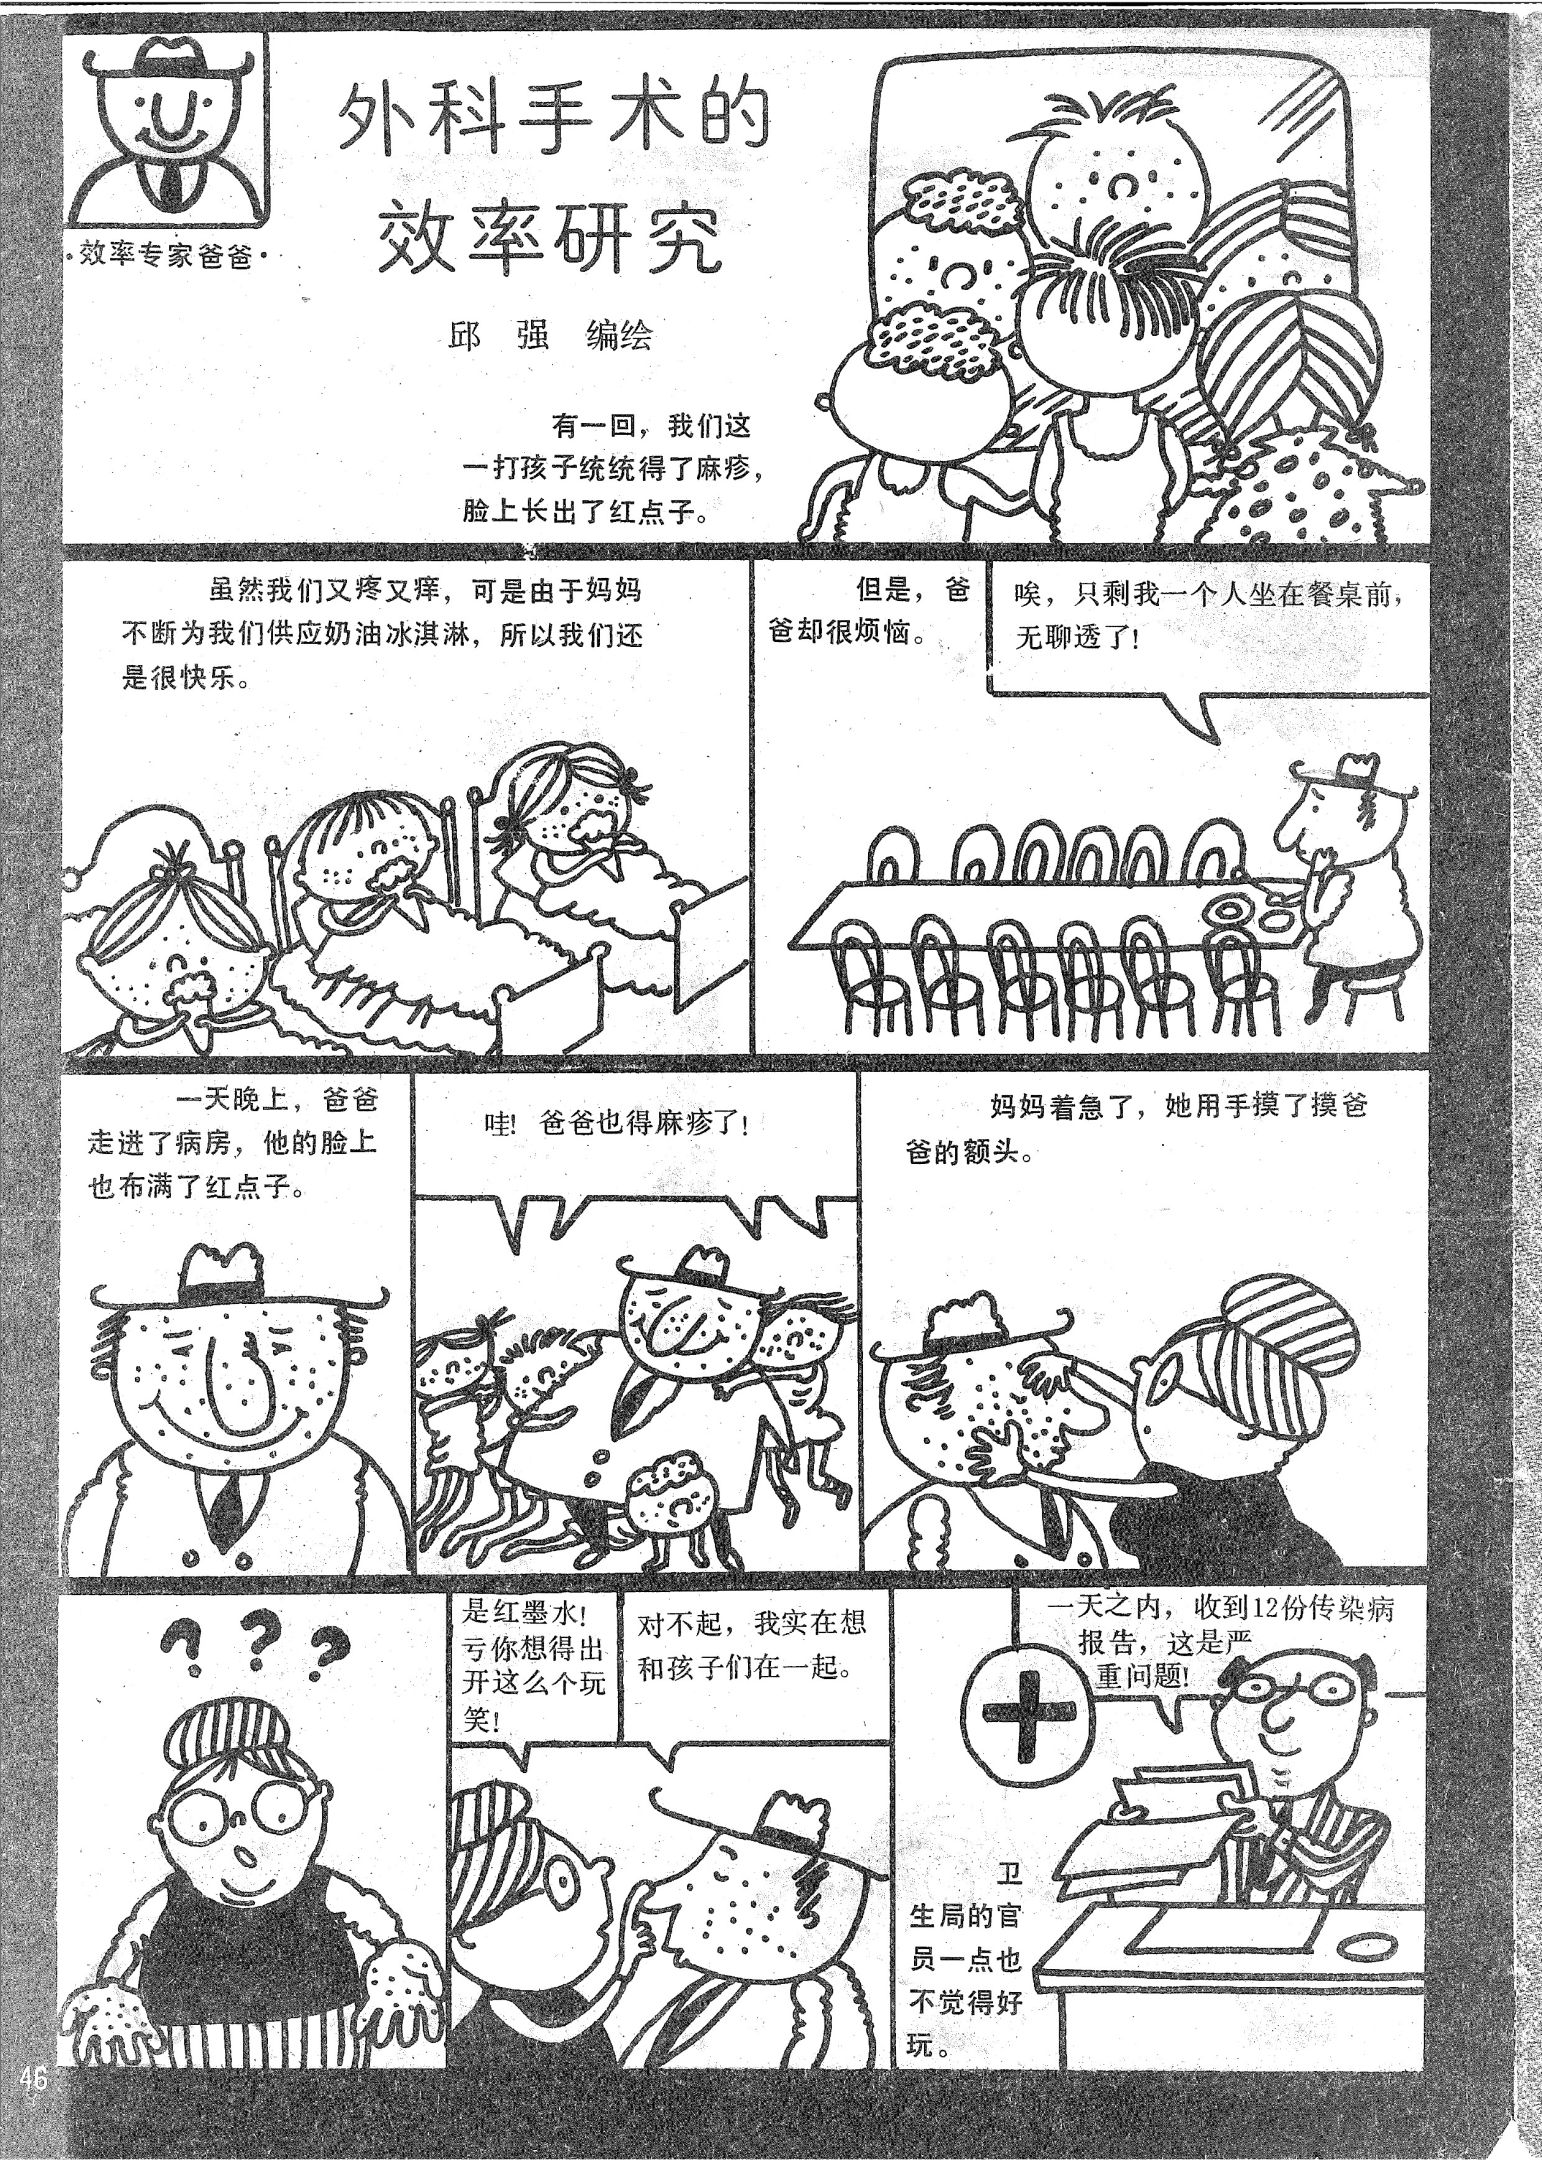 ·效率专家爸爸·
外科手术的
效率研究
邱 强 编绘
有一回，我们这
一打孩子统统得了麻疹，
脸上长出了红点子。
虽然我们又疼又痒，可是由于妈妈
不断为我们供应奶油冰淇淋，所以我们还
是很快乐。
但是，爸
爸却很烦恼。
唉，只剩我一个人坐在餐桌前，
无聊透了！
一天晚上，爸爸
走进了病房，他的脸上
也布满了红点子。
哇！爸爸也得麻疹了！
妈妈着急了，她用手摸了摸爸
爸的额头。
? ? ?
是红墨水！
亏你想得出
开这么个玩
笑！
对不起，我实在想
和孩子们在一起。
一天之内，收到12份传染病
报告，这是严
重问题！
卫
生局的官
员一点也
不觉得好
玩。
46